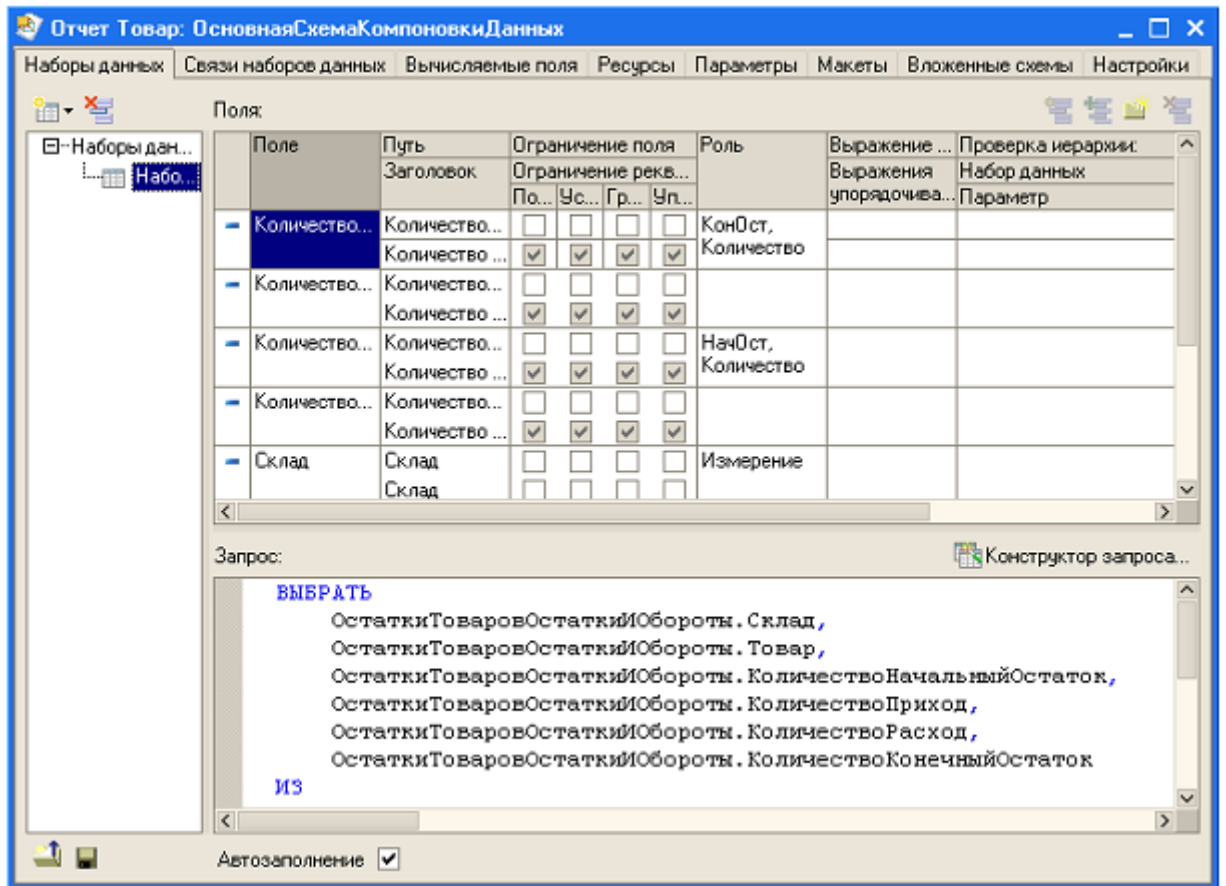 Отчет Товар: ОсновнаяСхемаКомпоновкиДанных
Наборы данных Связи наборов данных Вычисляемые поля Ресурсы Параметры Макеты Вложенные схемы Настройки
Поля:
Наборы дан...
Набо...
Поле Путь Ограничение поля Роль Выражение ... Проверка иерархии:
Заголовок Ограничение рекв... Выражения Набор данных
По... Ус... Гр... Уп... упорядочива... Параметр
Количество... Количество... КонОст,
Количество ... Количество
Количество... Количество...
Количество ...
Количество... Количество... НачОст,
Количество ... Количество
Количество... Количество...
Количество ...
Склад Склад Измерение
Склад
Запрос: Конструктор запроса...
ВЫБРАТЬ
ОстаткиТоваровОстаткиИОбороты.Склад,
ОстаткиТоваровОстаткиИОбороты.Товар,
ОстаткиТоваровОстаткиИОбороты.КоличествоНачальныйОстаток,
ОстаткиТоваровОстаткиИОбороты.КоличествоПриход,
ОстаткиТоваровОстаткиИОбороты.КоличествоРасход,
ОстаткиТоваровОстаткиИОбороты.КоличествоКонечныйОстаток
ИЗ
Автозаполнение